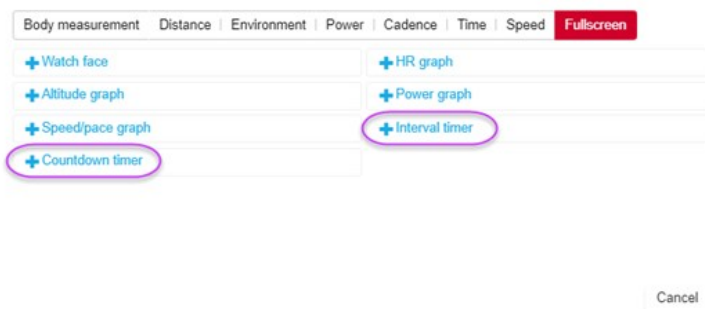 Body measurement Distance Environment Power Cadence Time Speed Fullscreen
Watch face HR graph
Altitude graph Power graph
Speed/pace graph Interval timer
Countdown timer
Cancel